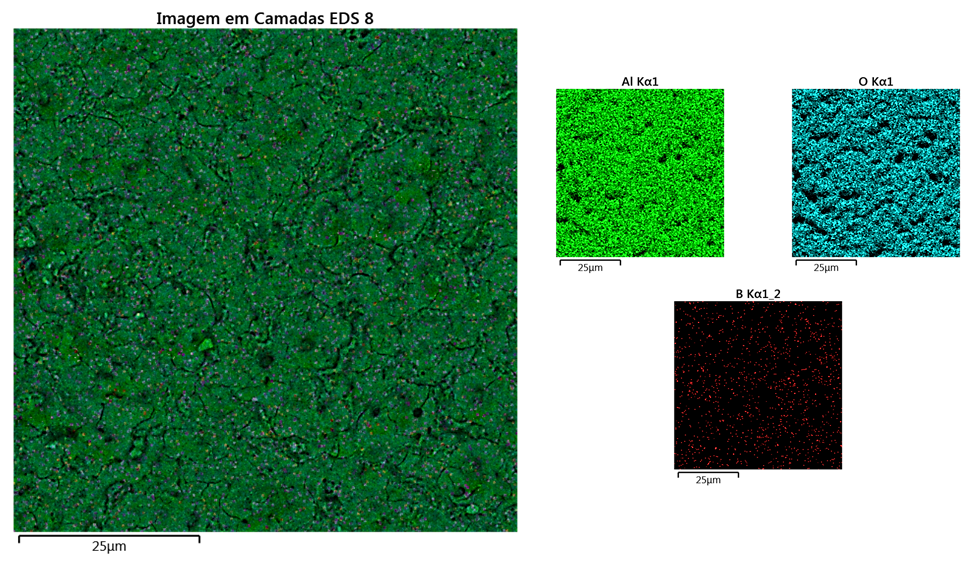 Imagem em Camadas EDS 8
Al Kα1
O Kα1
25μm
25μm
B Kα1_2
25μm
25μm